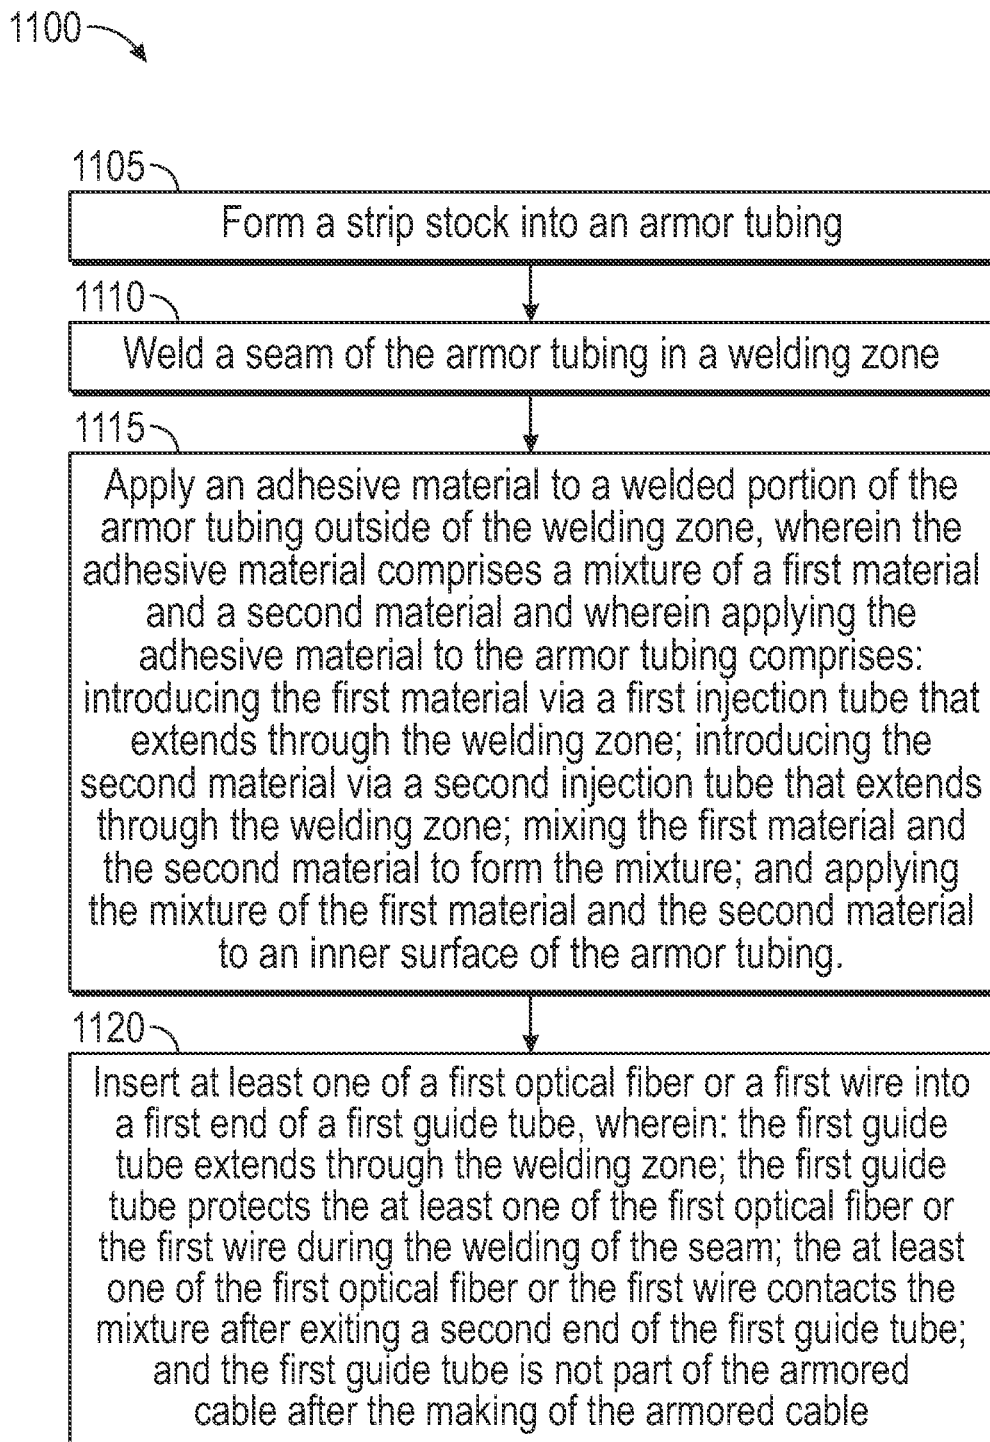 1100
1105
Form a strip stock into an armor tubing
1110
Weld a seam of the armor tubing in a welding zone
1115
Apply an adhesive material to a welded portion of the
armor tubing outside of the welding zone, wherein the
adhesive material comprises a mixture of a first material
and a second material and wherein applying the
adhesive material to the armor tubing comprises:
introducing the first material via a first injection tube that
extends through the welding zone; introducing the
second material via a second injection tube that extends
through the welding zone; mixing the first material and
the second material to form the mixture; and applying
the mixture of the first material and the second material
to an inner surface of the armor tubing.
1120
Insert at least one of a first optical fiber or a first wire into
a first end of a first guide tube, wherein: the first guide
tube extends through the welding zone; the first guide
tube protects the at least one of the first optical fiber or
the first wire during the welding of the seam; the at least
one of the first optical fiber or the first wire contacts the
mixture after exiting a second end of the first guide tube;
and the first guide tube is not part of the armored
cable after the making of the armored cable